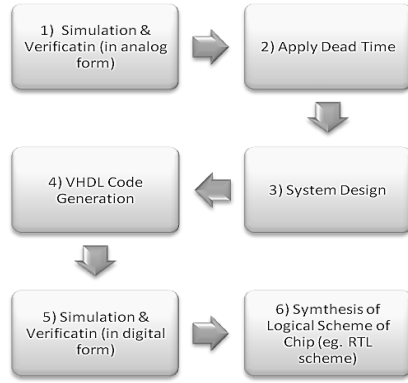 1) Simulation &
Verificatin (in analog
form)
2) Apply Dead Time
3) System Design
4) VHDL Code
Generation
5) Simulation &
Verificatin (in digital
form)
6) Symthesis of
Logical Scheme of
Chip (eg. RTL
scheme)